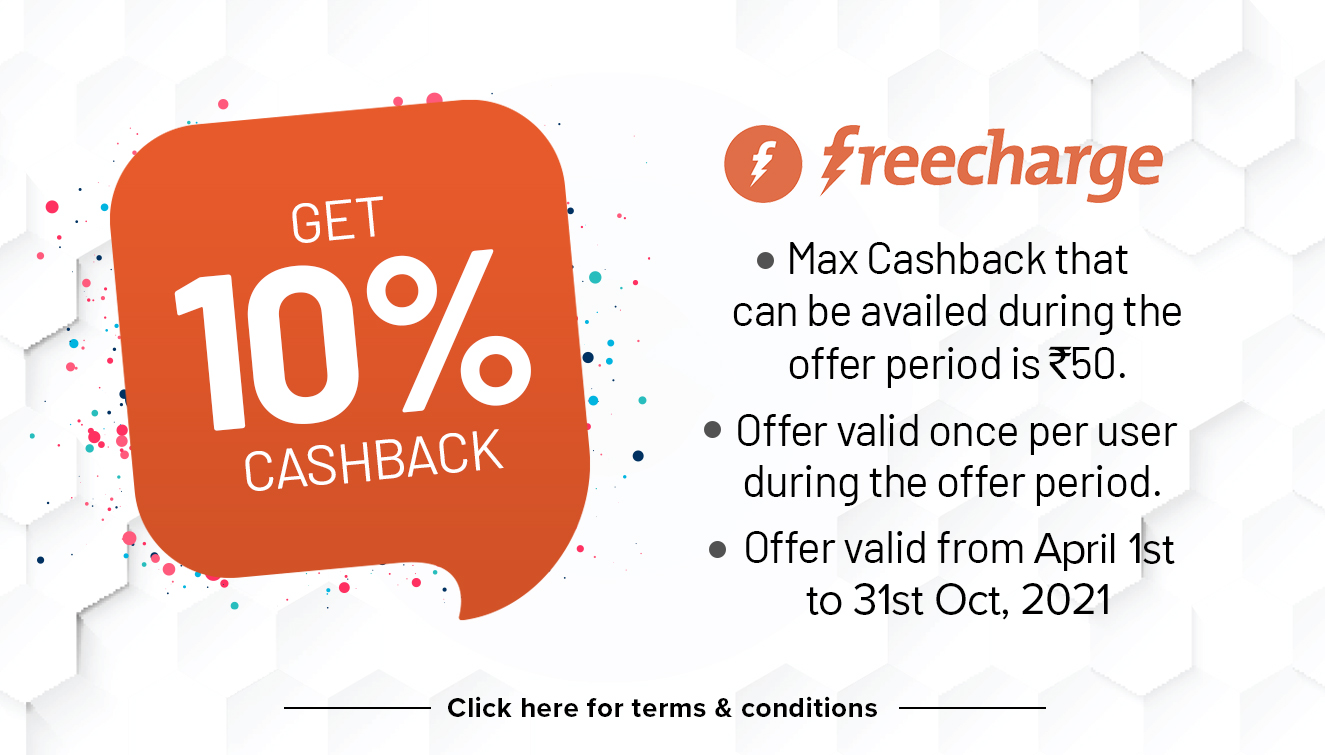 GET
10%
CASHBACK
freecharge
• Max Cashback that
can be availed during the
offer period is ₹50.
• Offer valid once per user
during the offer period.
• Offer valid from April 1st
to 31st Oct, 2021
Click here for terms & conditions